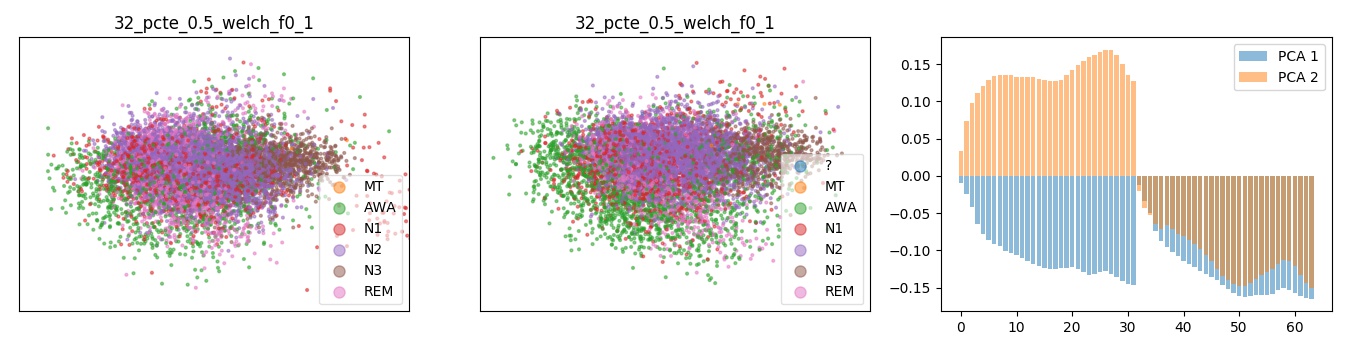 32_pcte_0.5_welch_f0_1
MT
AWA
N1
N2
N3
REM
32_pcte_0.5_welch_f0_1
?
MT
AWA
N1
N2
N3
REM
PCA 1
PCA 2
0.15
0.10
0.05
0.00
−0.05
−0.10
−0.15
0 10 20 30 40 50 60